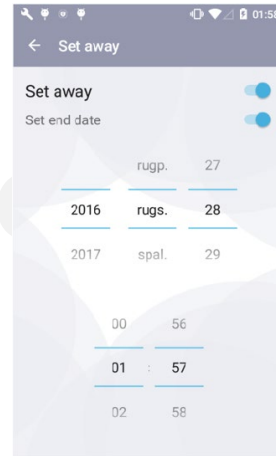 01:58
Set away
Set away
Set end date
rugp. 27
2016 rugs. 28
2017 spal. 29
00 56
01 : 57
02 58